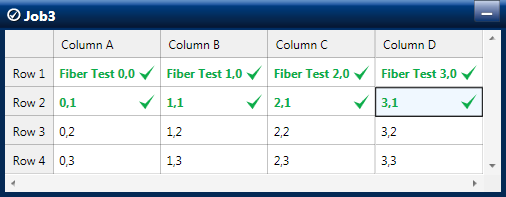 Job3
Column A Column B Column C Column D
Row 1 Fiber Test 0,0 Fiber Test 1,0 Fiber Test 2,0 Fiber Test 3,0
Row 2 0,1 1,1 2,1 3,1
Row 3 0,2 1,2 2,2 3,2
Row 4 0,3 1,3 2,3 3,3